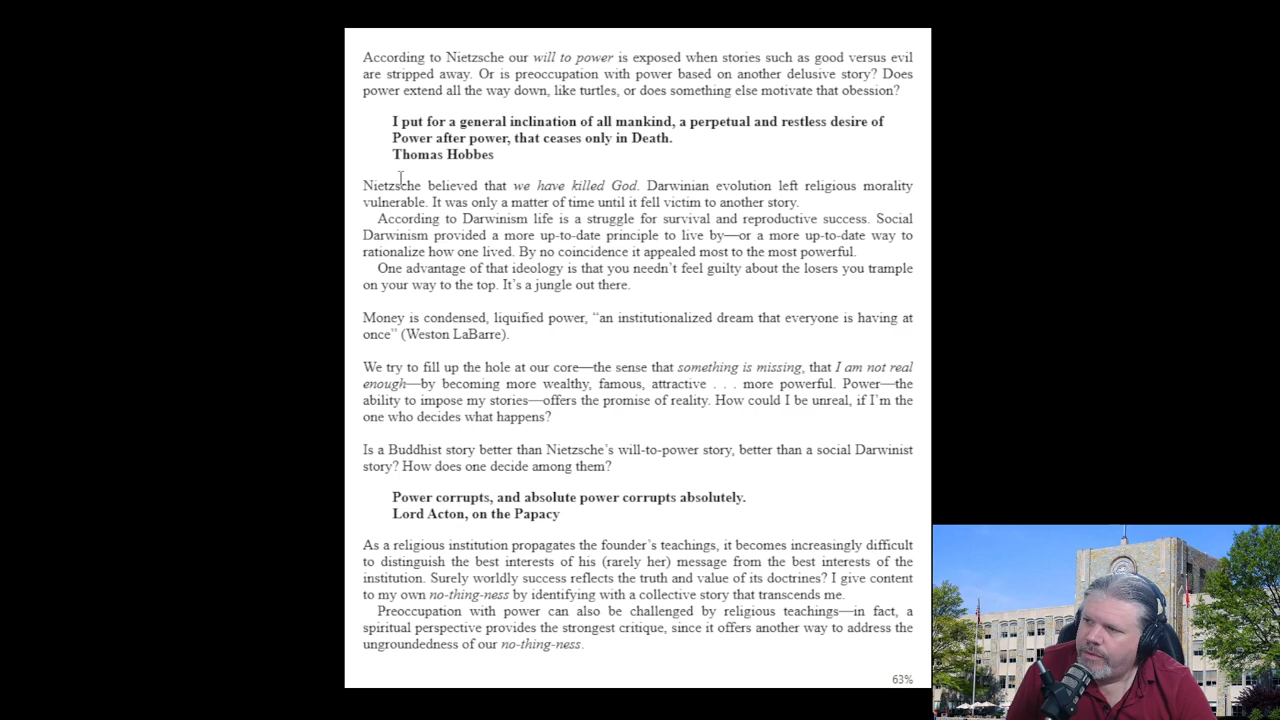 According to Nietzsche our will to power is exposed when stories such as good versus evil
are stripped away. Or is preoccupation with power based on another delusive story? Does
power extend all the way down, like turtles, or does something else motivate that obession?
I put for a general inclination of all mankind, a perpetual and restless desire of
Power after power, that ceases only in Death.
Thomas Hobbes
Nietzsche believed that we have killed God. Darwinian evolution left religious morality
vulnerable. It was only a matter of time until it fell victim to another story.
According to Darwinism life is a struggle for survival and reproductive success. Social
Darwinism provided a more up-to-date principle to live by—or a more up-to-date way to
rationalize how one lived. By no coincidence it appealed most to the most powerful.
One advantage of that ideology is that you needn't feel guilty about the losers you trample
on your way to the top. It's a jungle out there.
Money is condensed, liquified power, “an institutionalized dream that everyone is having at
once” (Weston LaBarre).
We try to fill up the hole at our core—the sense that something is missing, that I am not real
enough—by becoming more wealthy, famous, attractive . . . more powerful. Power—the
ability to impose my stories—offers the promise of reality. How could I be unreal, if I'm the
one who decides what happens?
Is a Buddhist story better than Nietzsche's will-to-power story, better than a social Darwinist
story? How does one decide among them?
Power corrupts, and absolute power corrupts absolutely.
Lord Acton, on the Papacy
As a religious institution propagates the founder's teachings, it becomes increasingly difficult
to distinguish the best interests of his (rarely her) message from the best interests of the
institution. Surely worldly success reflects the truth and value of its doctrines? I give content
to my own no-thing-ness by identifying with a collective story that transcends me.
Preoccupation with power can also be challenged by religious teachings—in fact, a
spiritual perspective provides the strongest critique, since it offers another way to address the
ungroundedness of our no-thing-ness.
63%